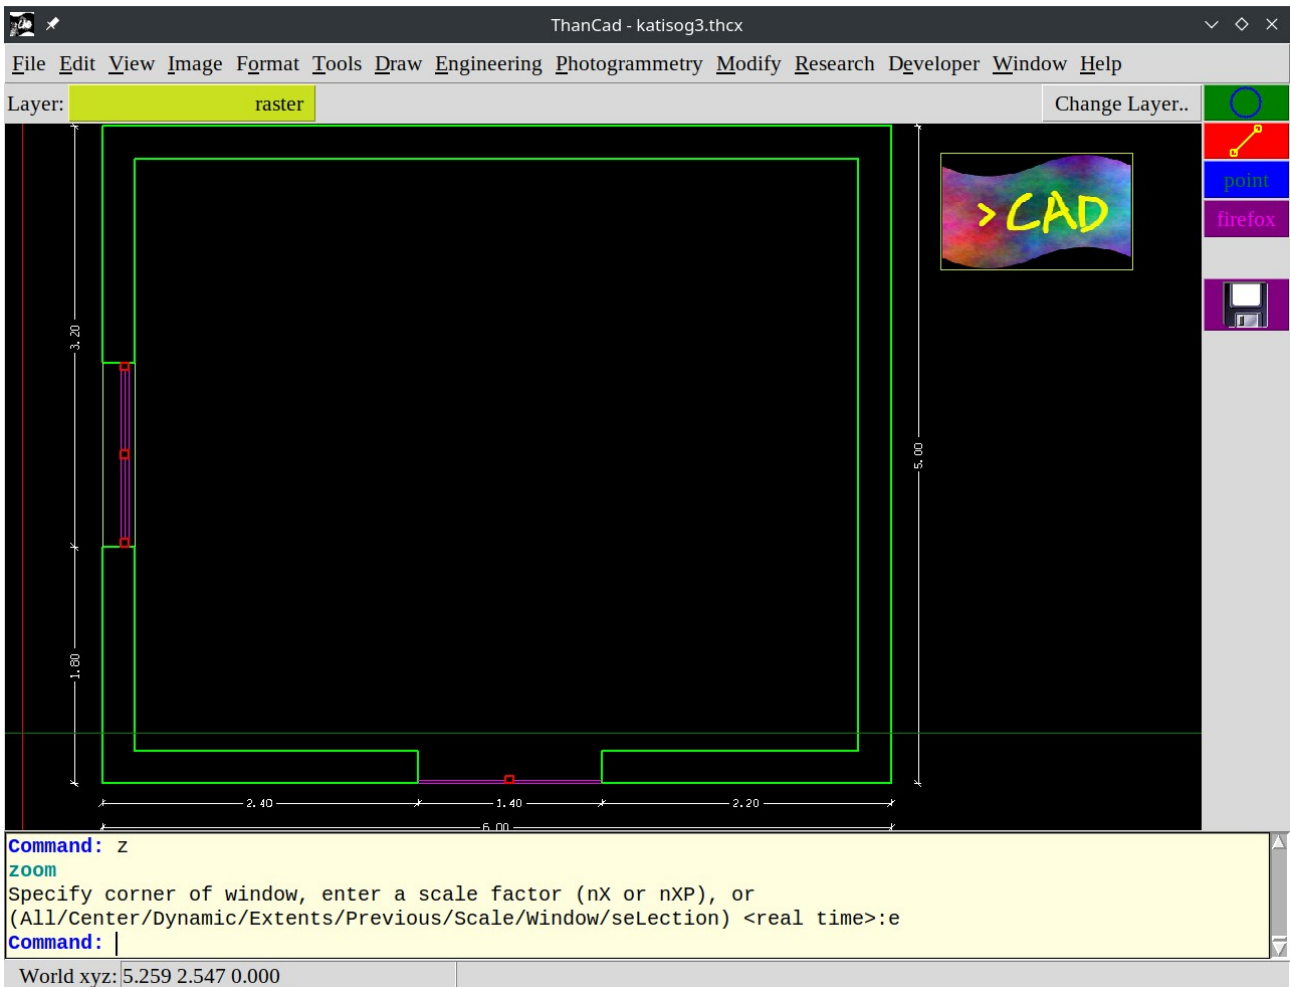 ThanCad - katisog3.thcx
File Edit View Image Format Tools Draw Engineering Photogrammetry Modify Research Developer Window Help
Layer: raster Change Layer..
point
firefox
>CAD
3.20
5.00
1.80
2.40 1.40 2.20
6.00
Command: z
zoom
Specify corner of window, enter a scale factor (nX or nXP), or
(All/Center/Dynamic/Extents/Previous/Scale/Window/seLection) <real time>:e
Command:
World xyz: 5.259 2.547 0.000